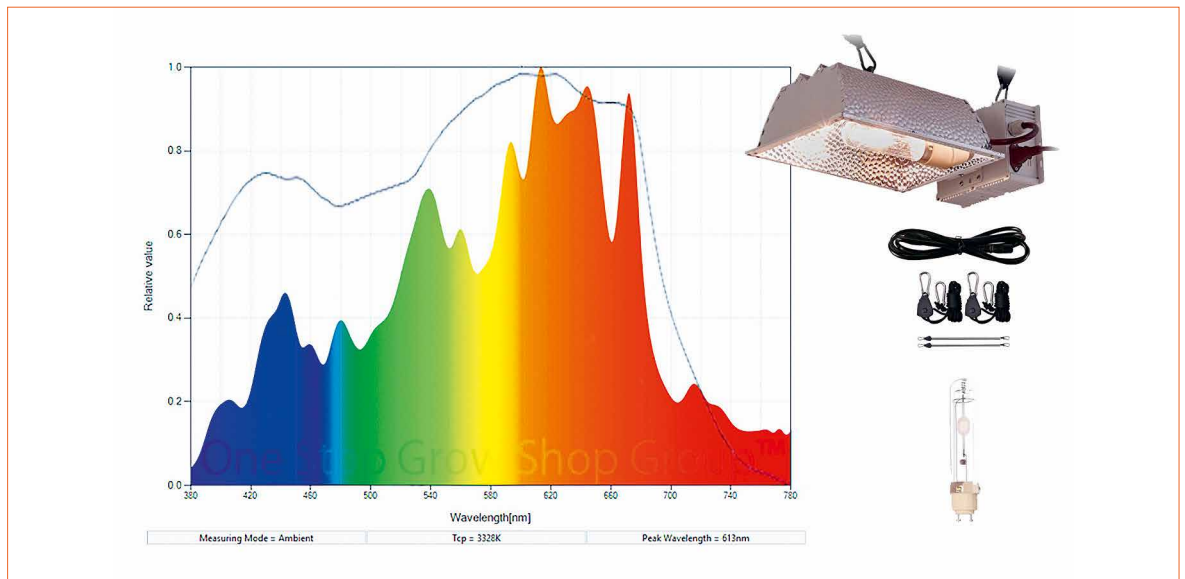 1.0
0.8
0.6
0.4
0.2
0.0
Relative value
380 420 460 500 540 580 620 660 700 740 780
Wavelength[nm]
One Stop Grow Shop Group™
Measuring Mode = Ambient Tcp = 3328K Peak Wavelength = 613nm